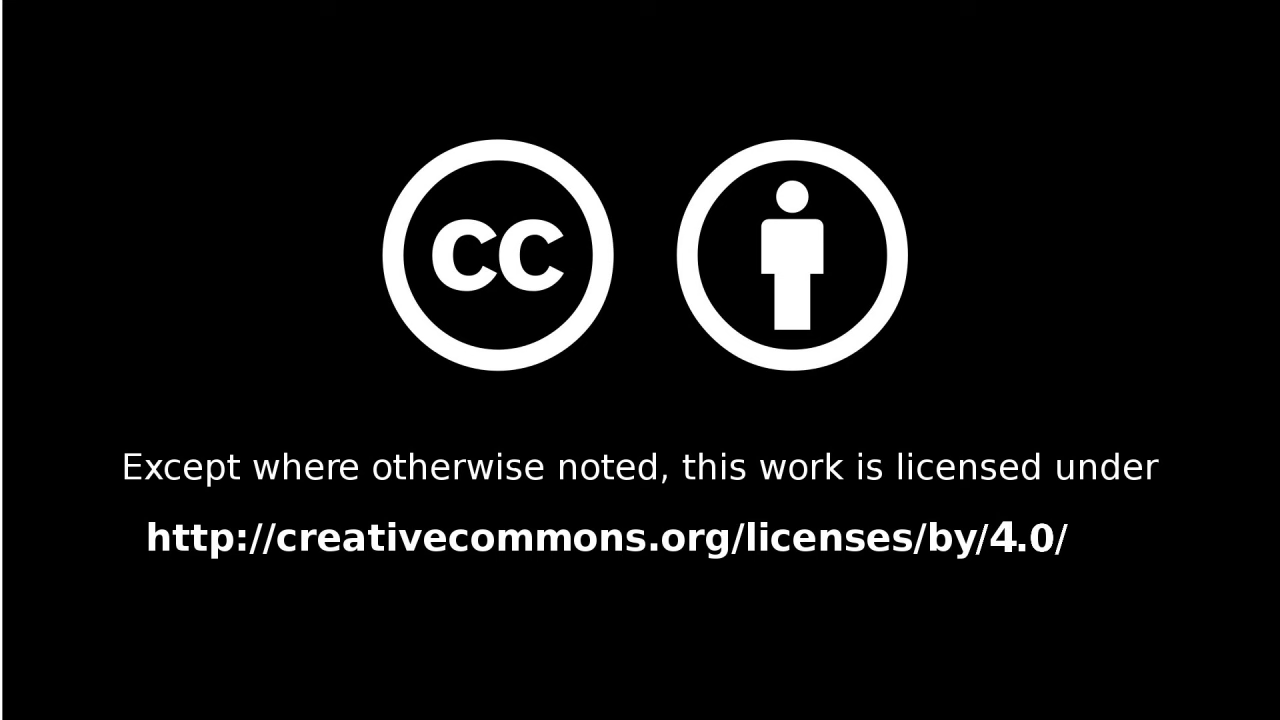 cc
Except where otherwise noted, this work is licensed under
http://creativecommons.org/licenses/by/4.0/